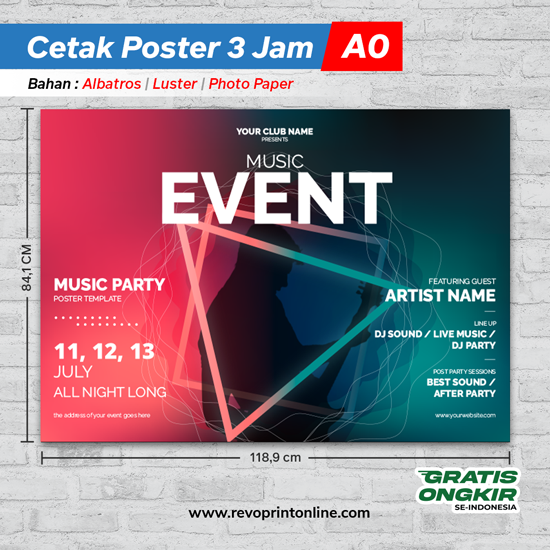 Cetak Poster 3 Jam A0
Bahan : Albatros | Luster | Photo Paper
YOUR CLUB NAME
PRESENTS
MUSIC
EVENT
84,1 CM
MUSIC PARTY
POSTER TEMPLATE
11, 12, 13
JULY
ALL NIGHT LONG
the address of your event goes here
FEATURING GUEST
ARTIST NAME
LINE UP
DJ SOUND / LIVE MUSIC /
DJ PARTY
POST PARTY SESSIONS
BEST SOUND /
AFTER PARTY
www.yourwebsite.com
118,9 cm
GRATIS
ONGKIR
SE-INDONESIA
www.revoprintonline.com